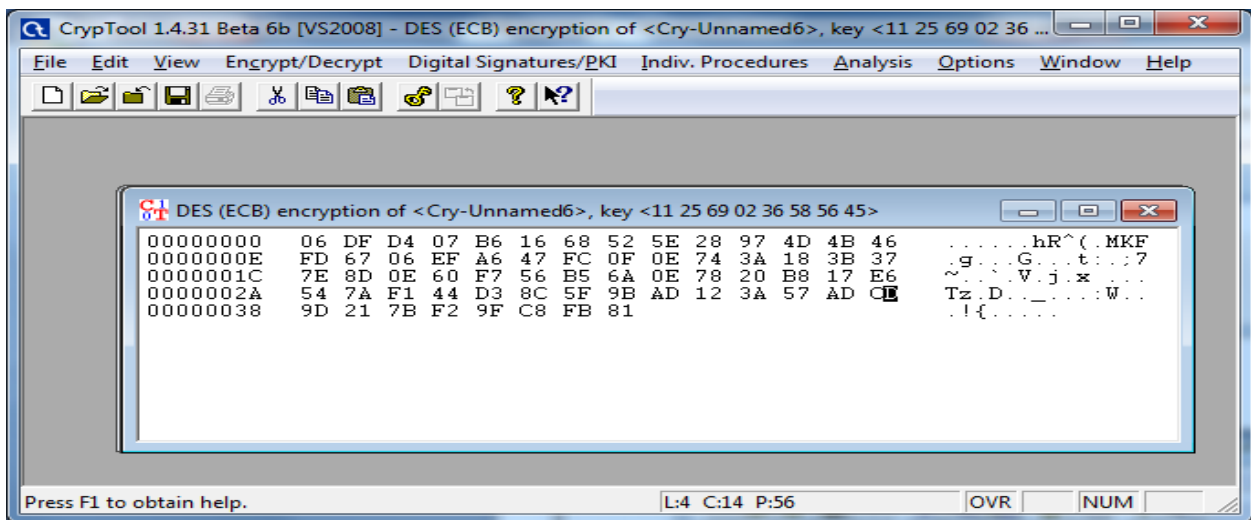 CrypTool 1.4.31 Beta 6b [VS2008] - DES (ECB) encryption of <Cry-Unnamed6>, key <11 25 69 02 36 ...
File Edit View Encrypt/Decrypt Digital Signatures/PKI Indiv. Procedures Analysis Options Window Help
DES (ECB) encryption of <Cry-Unnamed6>, key <11 25 69 02 36 58 56 45>
00000000 06 DF D4 07 B6 16 68 52 5E 28 97 4D 4B 46 ......hR^(.MKF
0000000E FD 67 06 EF A6 47 FC 0F 0E 74 3A 18 3B 37 .g...G...t:.;7
0000001C 7E 8D 0E 60 F7 56 B5 6A 0E 78 20 B8 17 E6 ~..`.V.j.x ...
0000002A 54 7A F1 44 D3 8C 5F 9B AD 12 3A 57 AD Tz.D.._...:W..
00000038 9D 21 7B F2 9F C8 FB 81 .!{.....
Press F1 to obtain help. L:4 C:14 P:56 OVR NUM